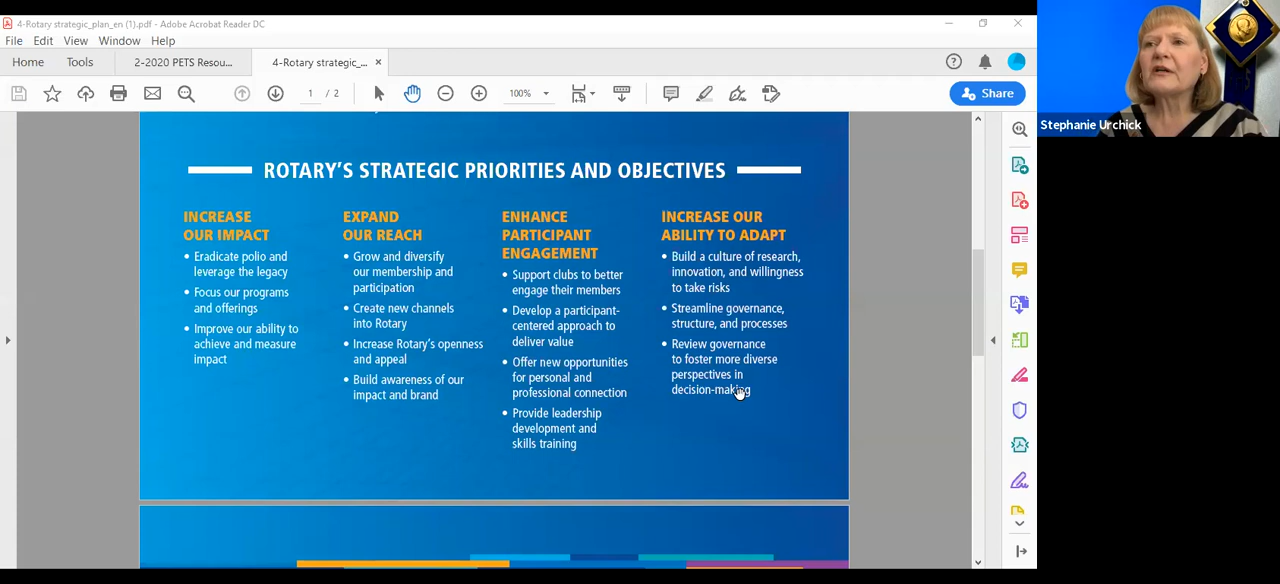 4-Rotary strategic_plan_en (1).pdf - Adobe Acrobat Reader DC
File Edit View Window Help
Home Tools 2-2020 PETS Resou... 4-Rotary strategic_... ×
1 / 2 100% Share
Stephanie Urchick
ROTARY'S STRATEGIC PRIORITIES AND OBJECTIVES
INCREASE
OUR IMPACT
• Eradicate polio and
leverage the legacy
• Focus our programs
and offerings
• Improve our ability to
achieve and measure
impact
EXPAND
OUR REACH
• Grow and diversify
our membership and
participation
• Create new channels
into Rotary
• Increase Rotary's openness
and appeal
• Build awareness of our
impact and brand
ENHANCE
PARTICIPANT
ENGAGEMENT
• Support clubs to better
engage their members
• Develop a participant-
centered approach to
deliver value
• Offer new opportunities
for personal and
professional connection
• Provide leadership
development and
skills training
INCREASE OUR
ABILITY TO ADAPT
• Build a culture of research,
innovation, and willingness
to take risks
• Streamline governance,
structure, and processes
• Review governance
to foster more diverse
perspectives in
decision-making